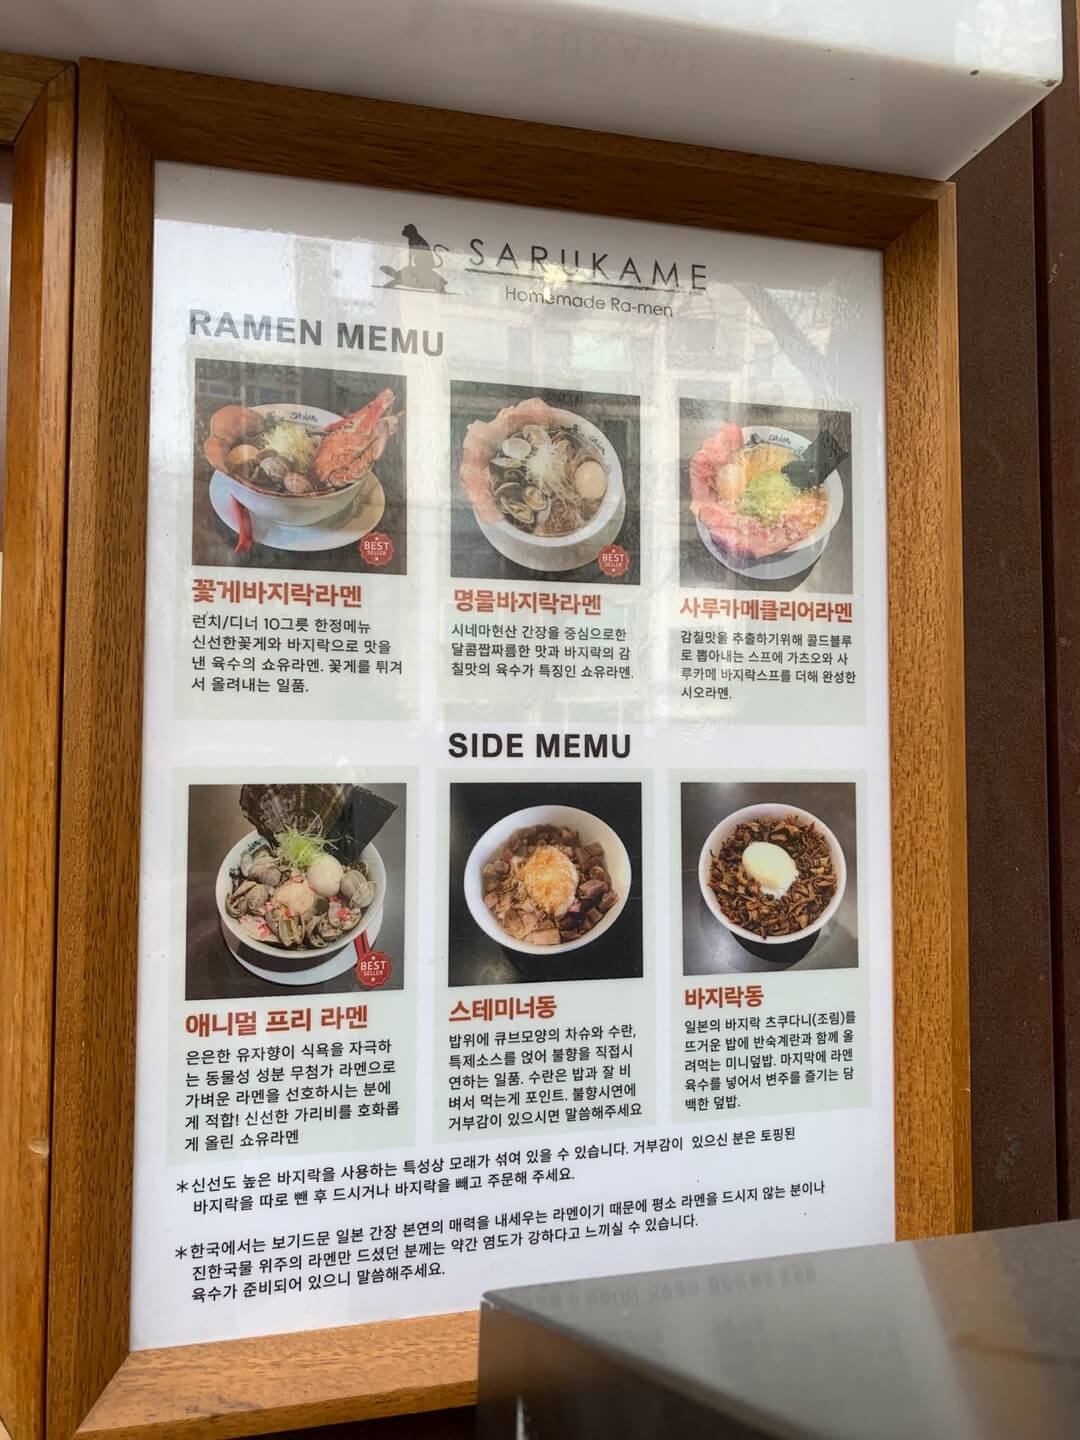 SARUKAME
Homemade Ra-men
RAMEN MEMU
BEST
SELLER
BEST
SELLER
꽃게바지락라멘
런치/디너 10그릇 한정메뉴
신선한꽃게와 바지락으로 맛을
낸 육수의 쇼유라멘. 꽃게를 튀겨
서 올려내는 일품.
명물바지락라멘
시네마현산 간장을 중심으로한
달콤짭짜름한 맛과 바지락의 감
칠맛의 육수가 특징인 쇼유라멘.
사루카메클리어라멘
감칠맛을 추출하기위해 콜드블루
로 뽑아내는 스프에 가츠오와 사
루카메 바지락스프를 더해 완성한
시오라멘.
SIDE MEMU
BEST
SELLER
애니멀 프리 라멘
은은한 유자향이 식욕을 자극하
는 동물성 성분 무첨가 라멘으로
가벼운 라멘을 선호하시는 분에
게 적합! 신선한 가리비를 호화롭
게 올린 쇼유라멘
스테미너동
밥위에 큐브모양의 차슈와 수란,
특제소스를 얹어 불향을 직접시
연하는 일품. 수란은 밥과 잘 비
벼서 먹는게 포인트. 불향시연에
거부감이 있으시면 말씀해주세요
바지락동
일본의 바지락 츠쿠다니(조림)를
뜨거운 밥에 반숙계란과 함께 올
려먹는 미니덮밥. 마지막에 라멘
육수를 넣어서 변주를 즐기는 담
백한 덮밥.
*신선도 높은 바지락을 사용하는 특성상 모래가 섞여 있을 수 있습니다. 거부감이 있으신 분은 토핑된
바지락을 따로 뺀 후 드시거나 바지락을 빼고 주문해 주세요.
*한국에서는 보기드문 일본 간장 본연의 매력을 내세우는 라멘이기 때문에 평소 라멘을 드시지 않는 분이나
진한국물 위주의 라멘만 드셨던 분께는 약간 염도가 강하다고 느끼실 수 있습니다.
육수가 준비되어 있으니 말씀해주세요.